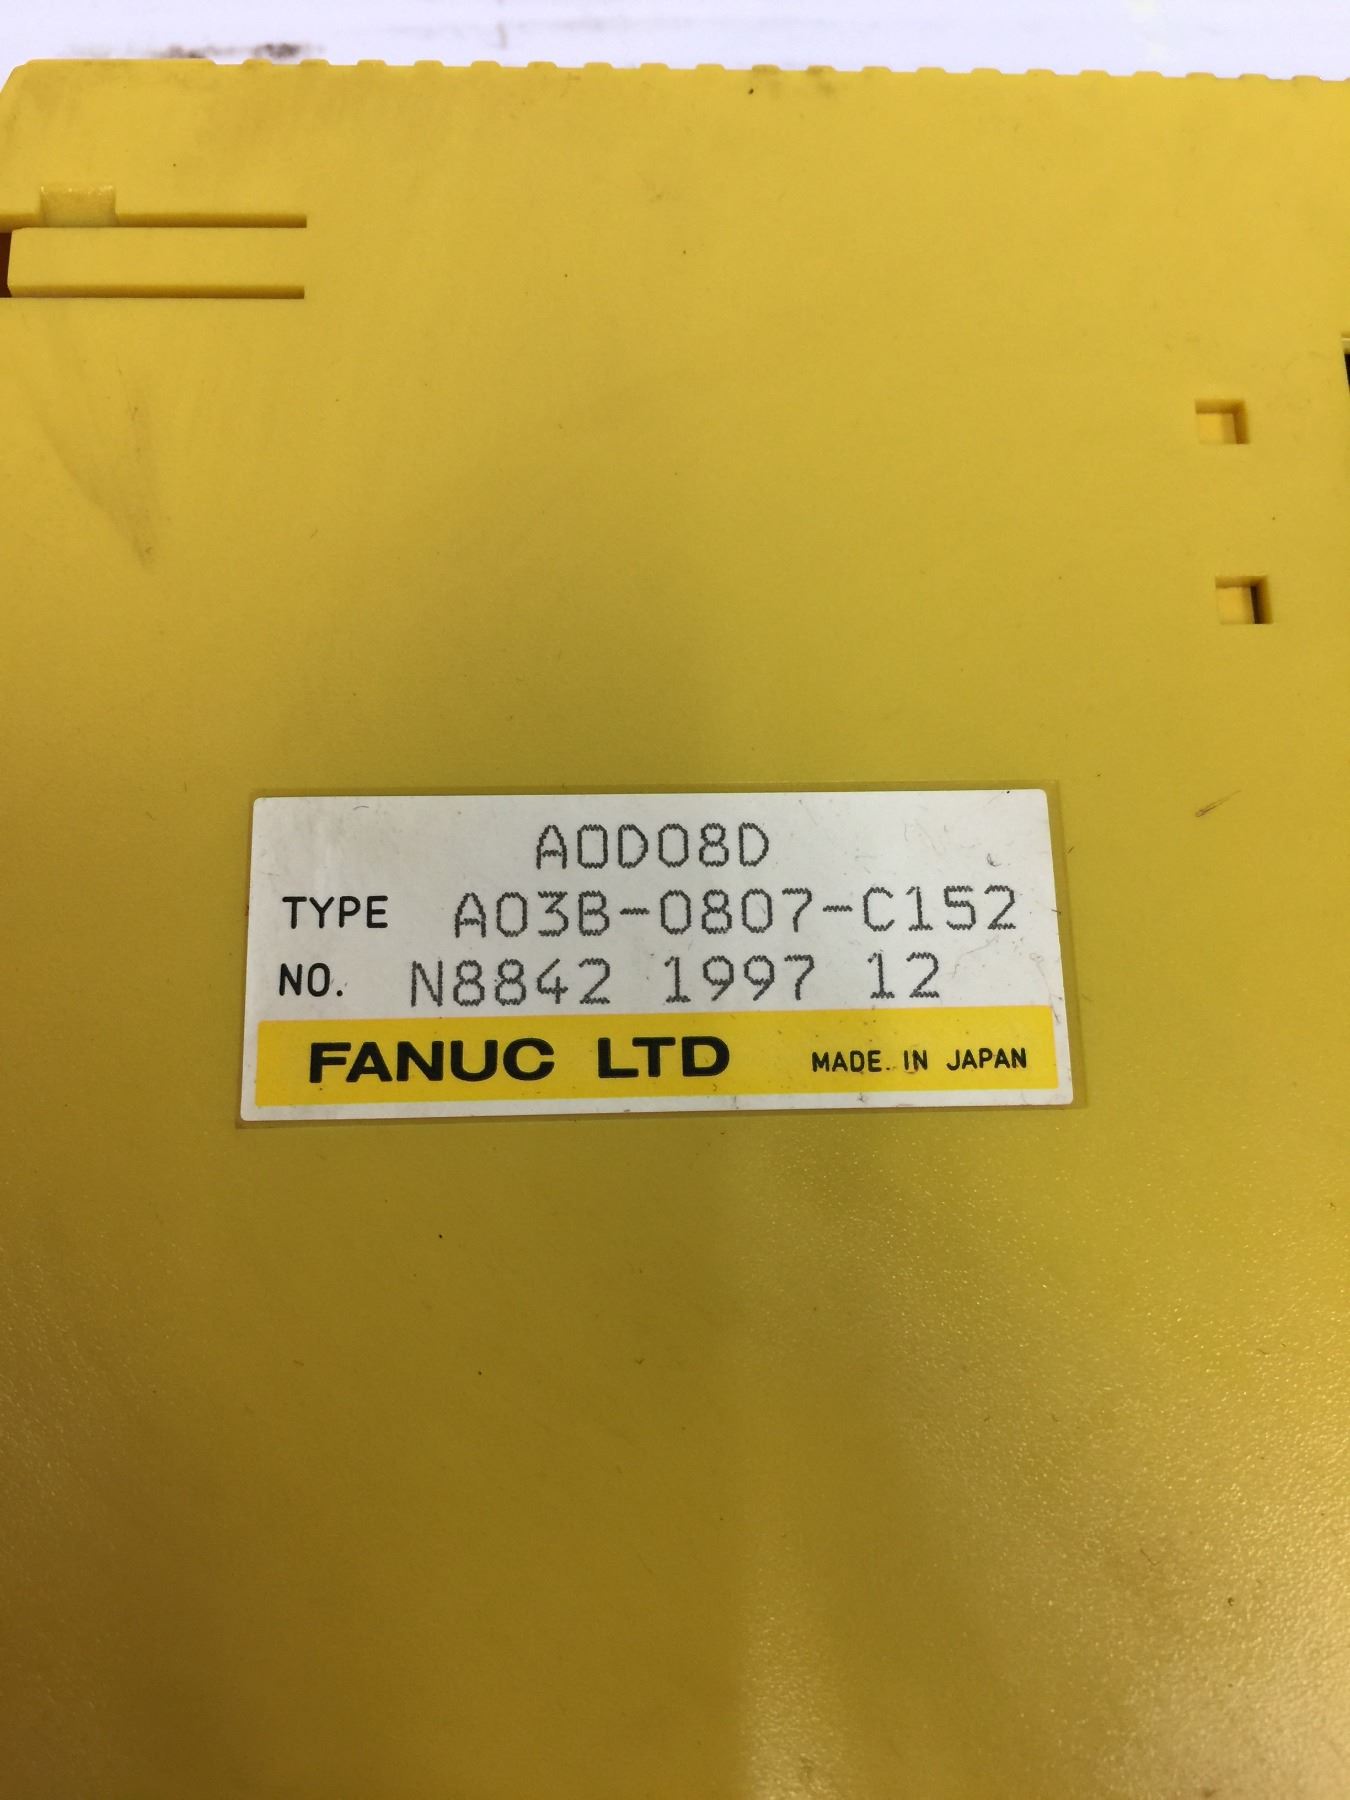 AOD08D
TYPE A03B-0807-C152
NO. N8842 1997 12
FANUC LTD MADE IN JAPAN